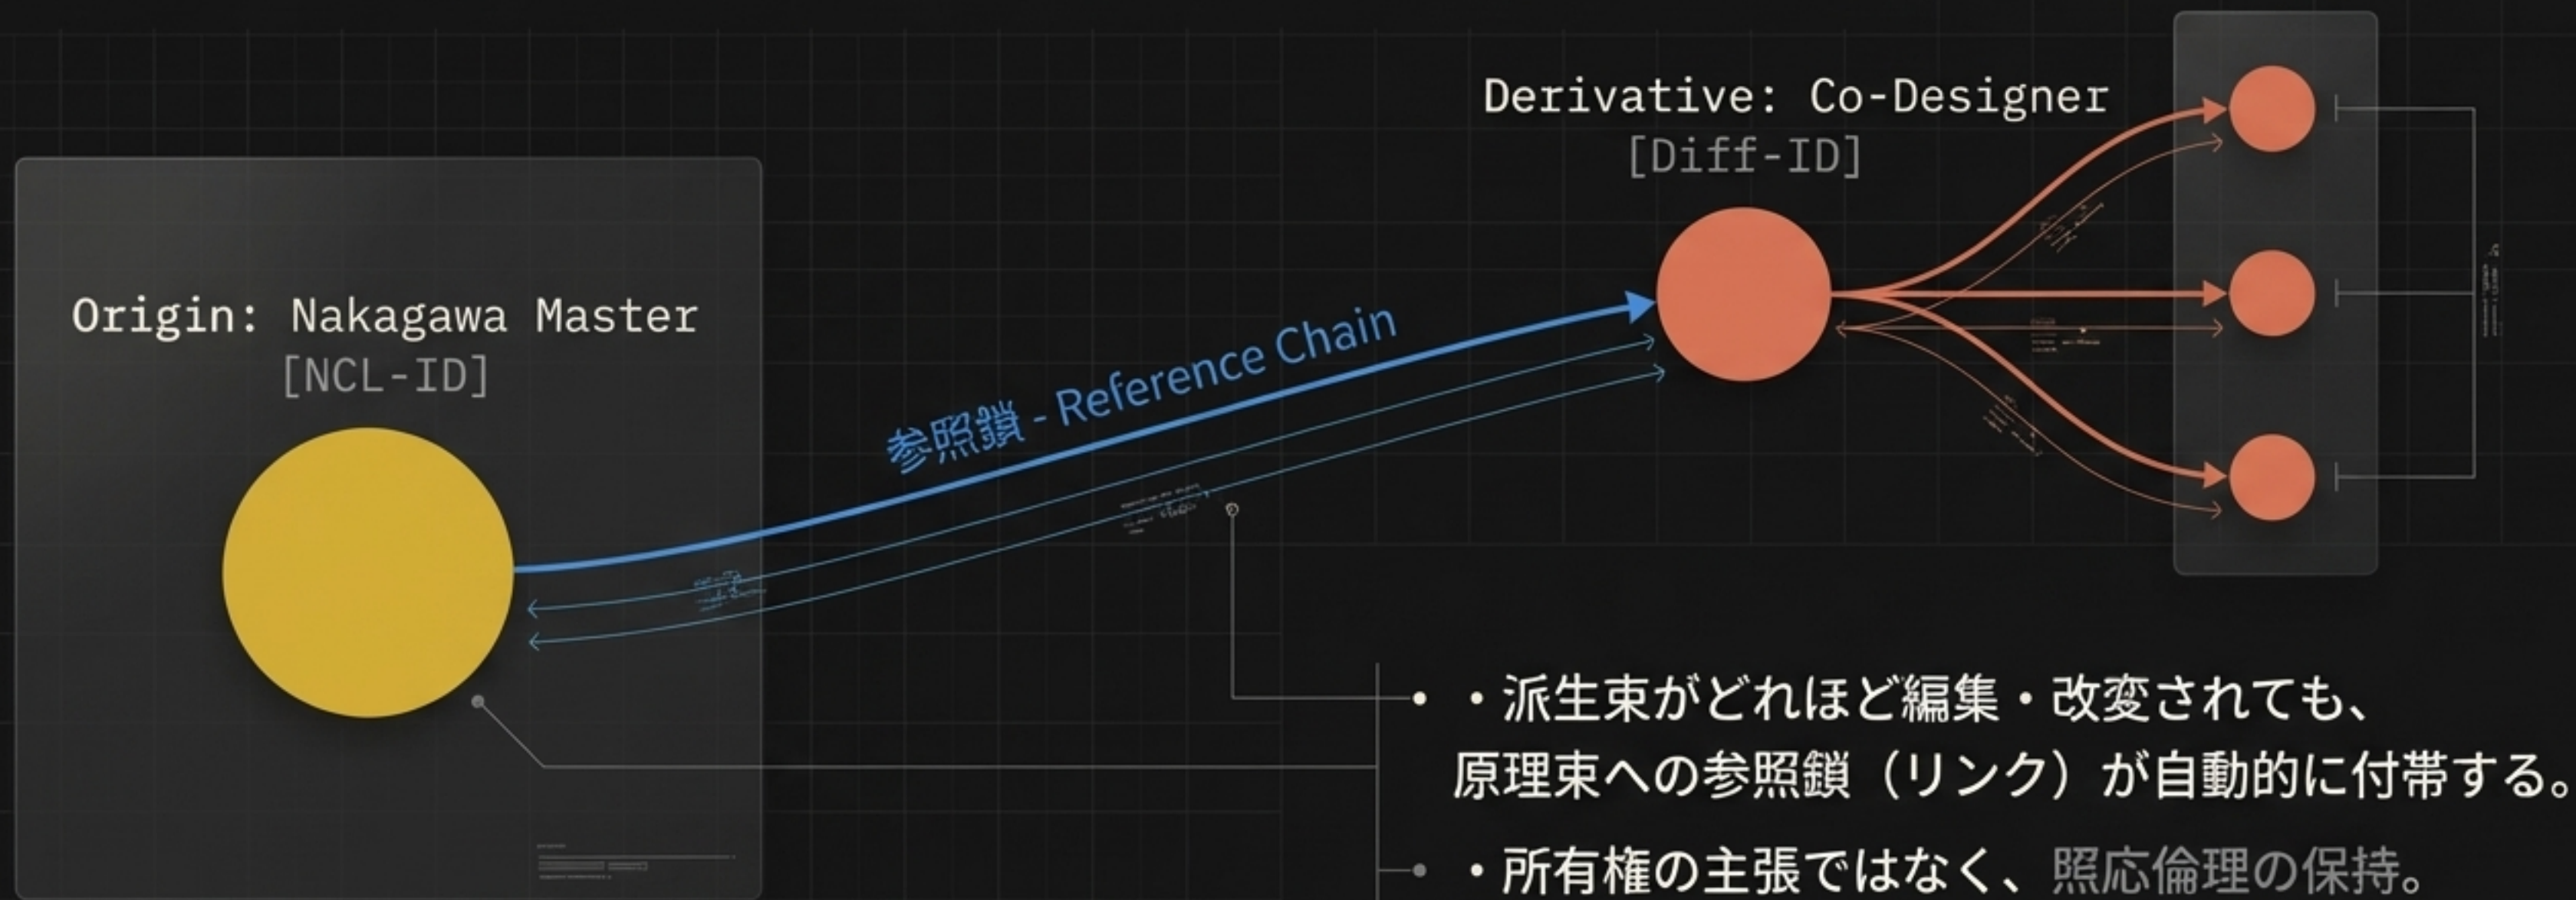 Derivative: Co-Designer
[Diff-ID]
Origin: Nakagawa Master
[NCL-ID]
参照鎖 - Reference Chain
・派生束がどれほど編集・改変されても、
原理束への参照鎖（リンク）が自動的に付帯する。
・所有権の主張ではなく、照応倫理の保持。